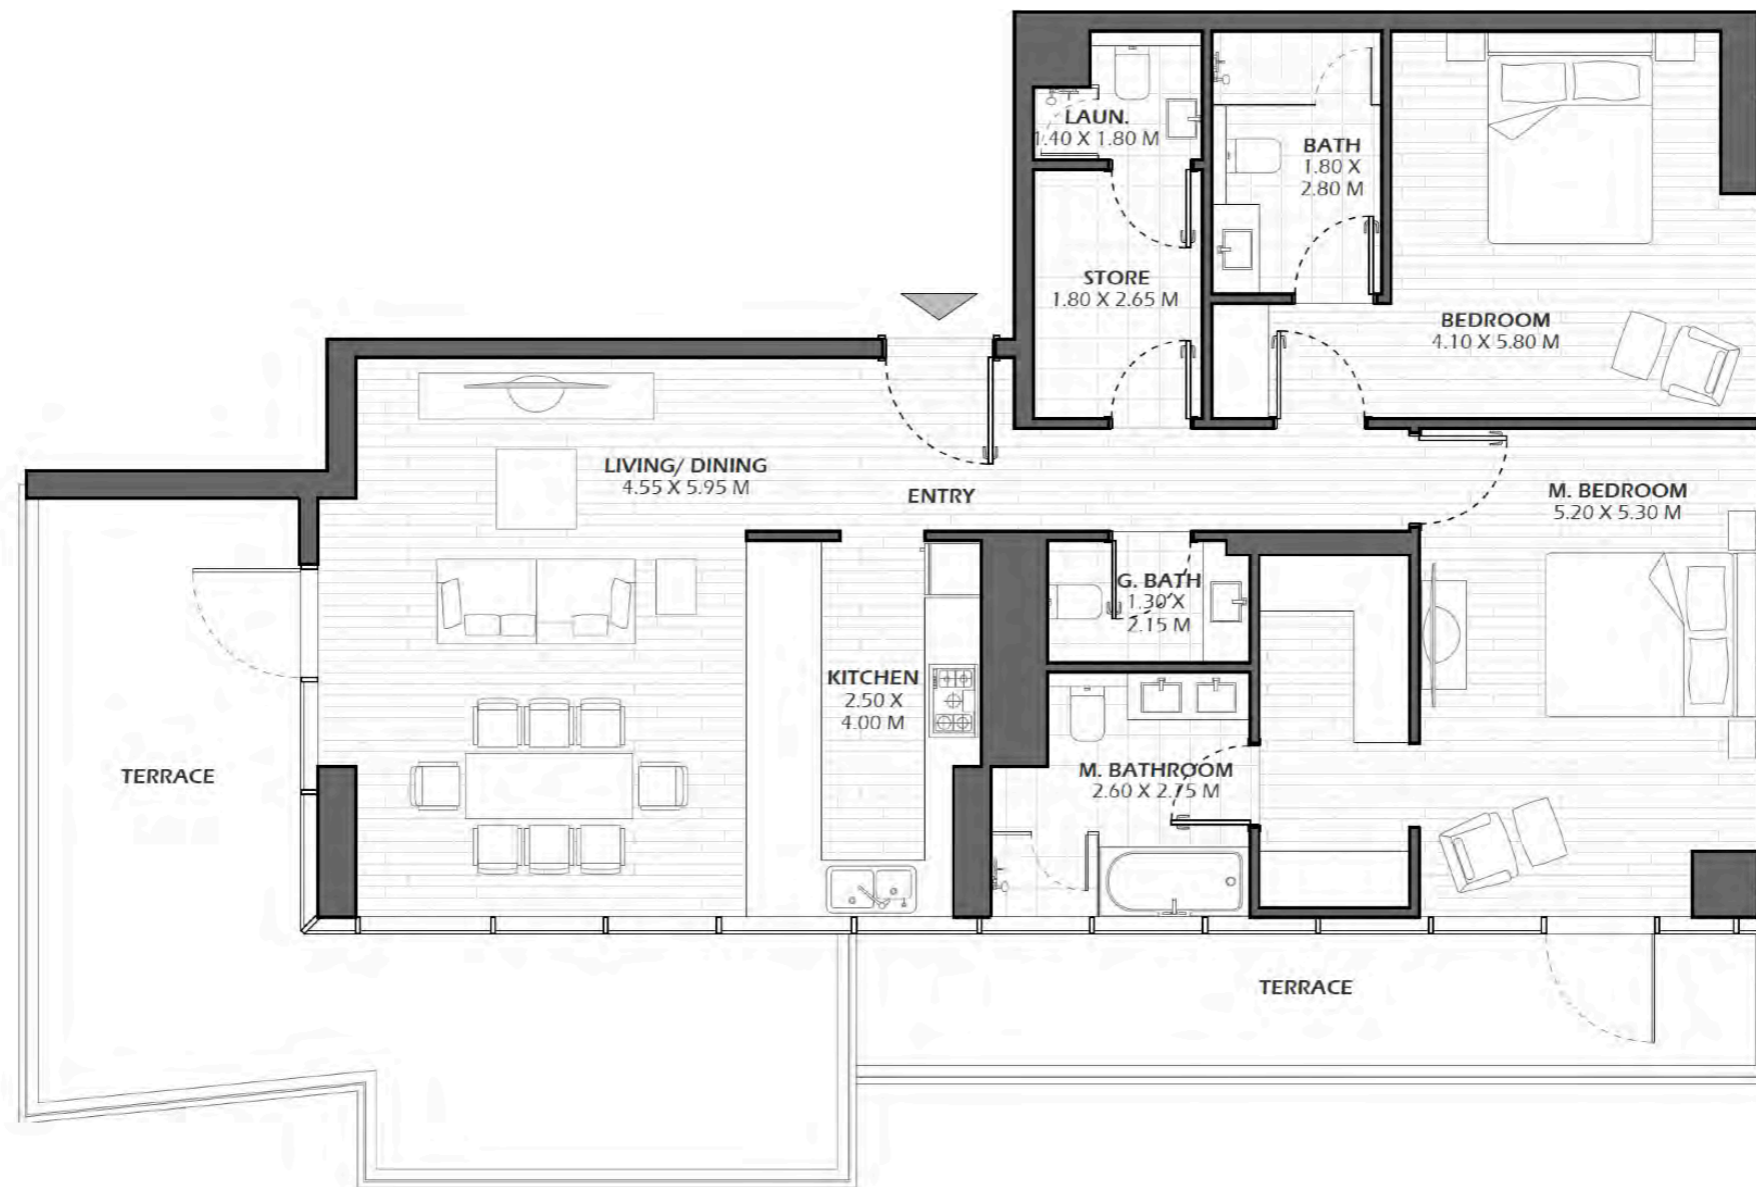 LAUN.
1.40 X 1.80 M
BATH
1.80 X
2.80 M
STORE
1.80 X 2.65 M
BEDROOM
4.10 X 5.80 M
LIVING/ DINING
4.55 X 5.95 M
ENTRY
M. BEDROOM
5.20 X 5.30 M
G. BATH
1.30 X
2.15 M
KITCHEN
2.50 X
4.00 M
TERRACE
M. BATHROOM
2.60 X 2.75 M
TERRACE